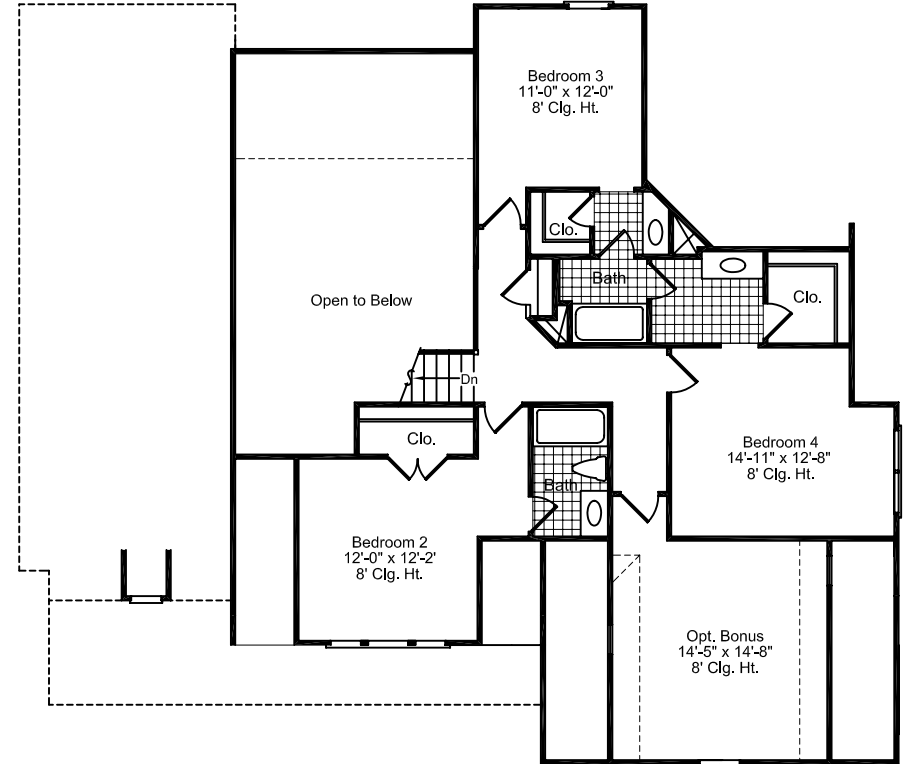 Bedroom 3
11'-0" x 12'-0"
8' Clg. Ht.
Clo.
Bath
Open to Below
Clo.
Dn
Clo.
Bedroom 4
14'-11" x 12'-8"
8' Clg. Ht.
Bath
Bedroom 2
12'-0" x 12'-2'
8' Clg. Ht.
Opt. Bonus
14'-5" x 14'-8"
8' Clg. Ht.